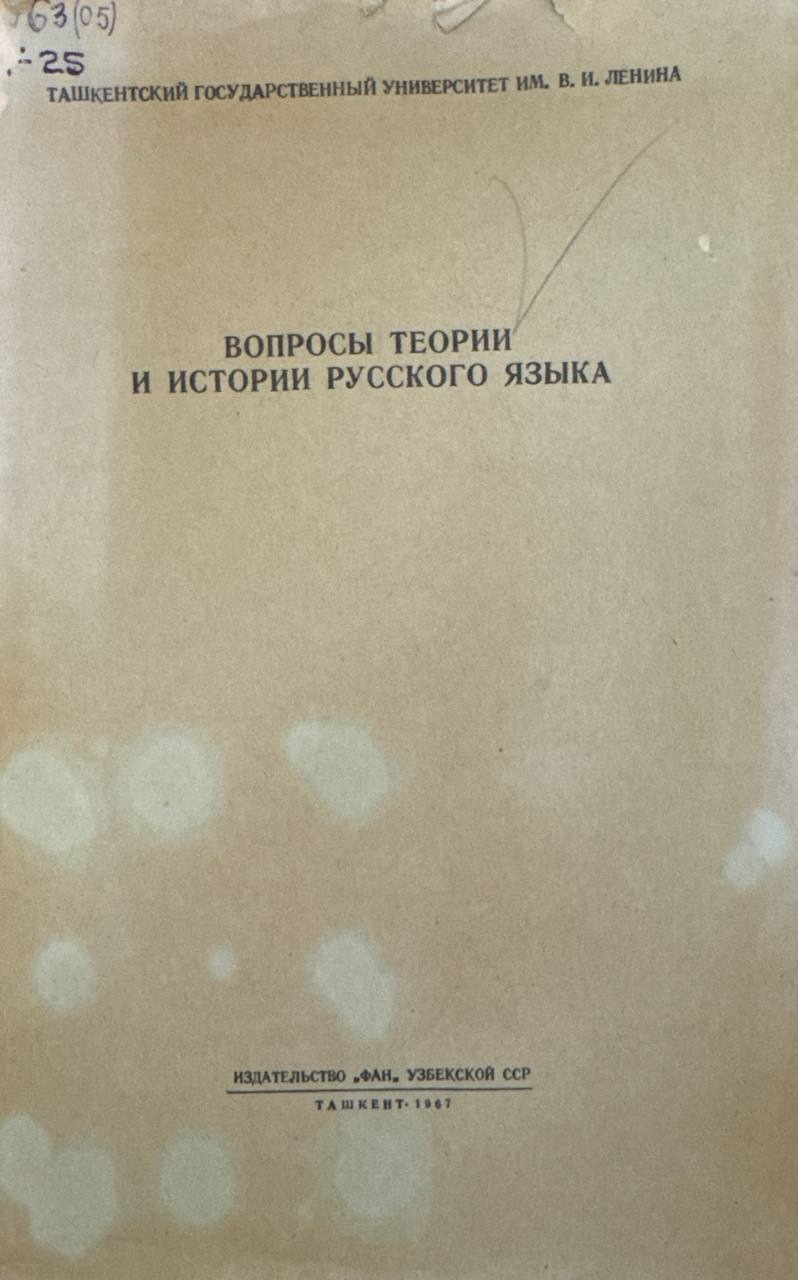 63(05)
-25
ТАШКЕНТСКИЙ ГОСУДАРСТВЕННЫЙ УНИВЕРСИТЕТ ИМ. В. И. ЛЕНИНА
ВОПРОСЫ ТЕОРИИ
И ИСТОРИИ РУССКОГО ЯЗЫКА
ИЗДАТЕЛЬСТВО „ФАН„ УЗБЕКСКОЙ ССР
ТАШКЕНТ·1967